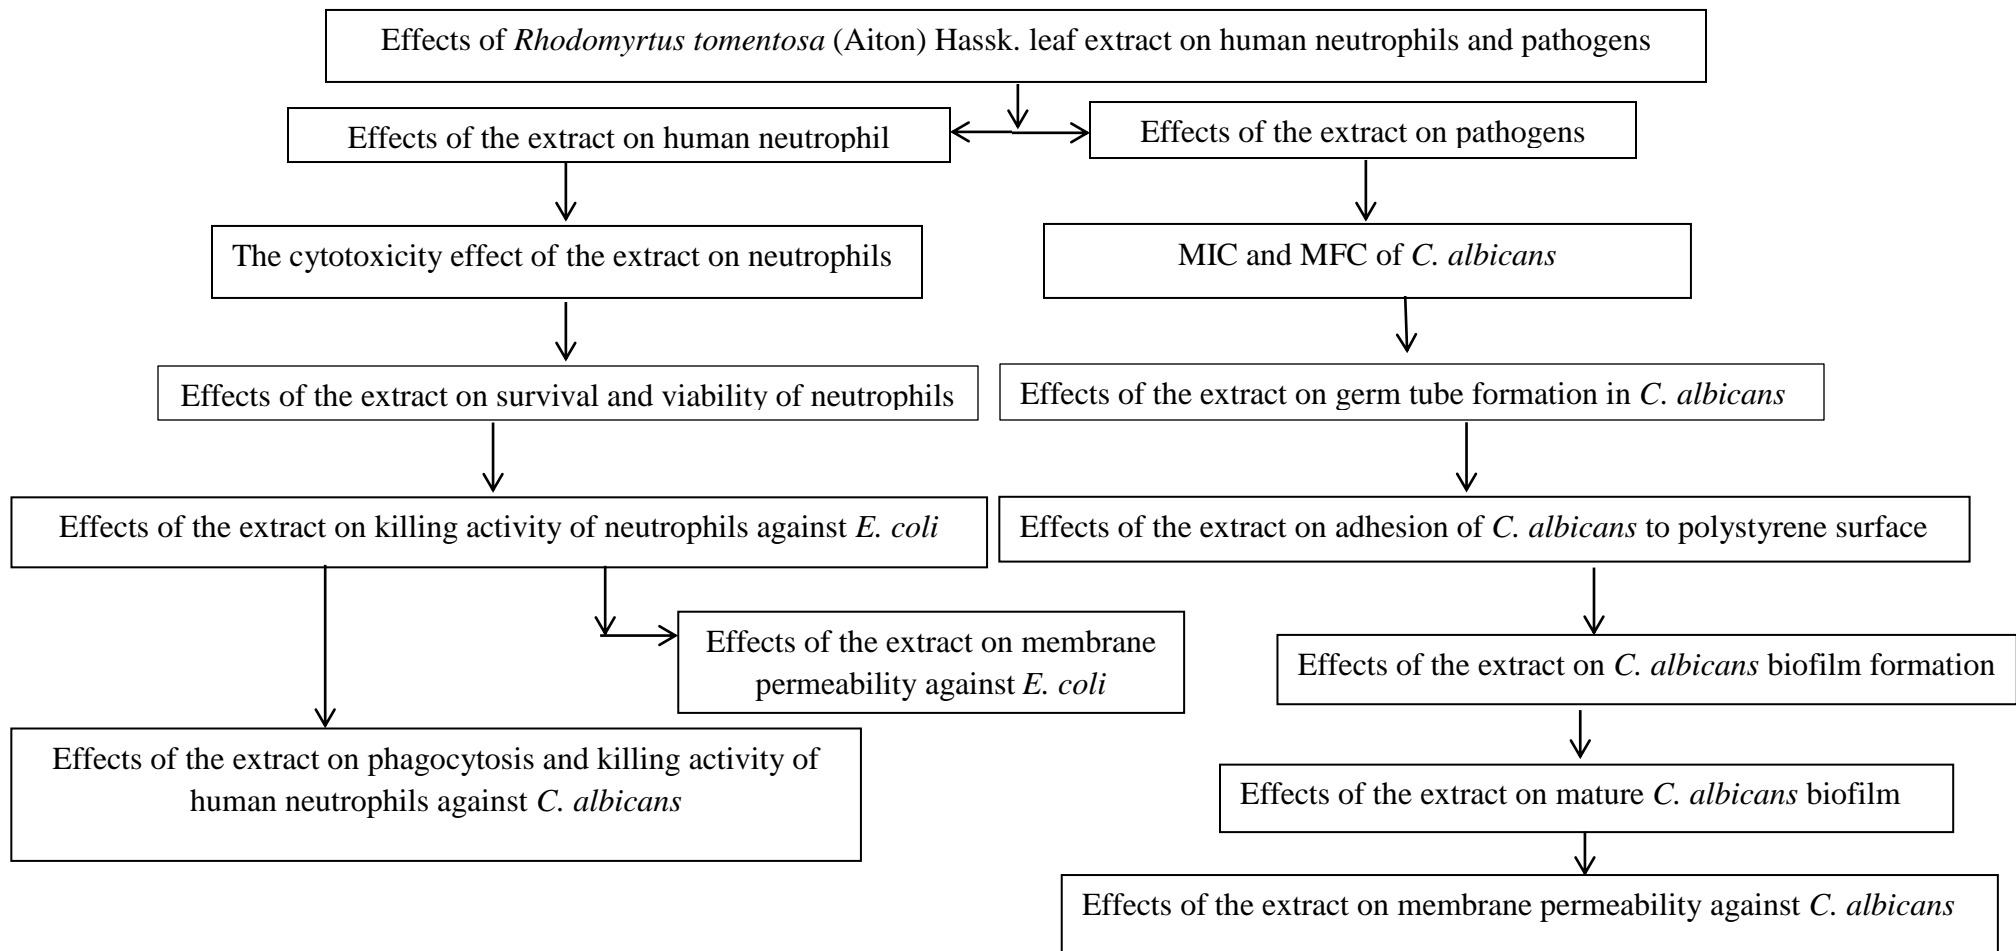 Effects of Rhodomyrtus tomentosa (Aiton) Hassk. leaf extract on human neutrophils and pathogens
Effects of the extract on human neutrophil
Effects of the extract on pathogens
The cytotoxicity effect of the extract on neutrophils
MIC and MFC of C. albicans
Effects of the extract on survival and viability of neutrophils
Effects of the extract on germ tube formation in C. albicans
Effects of the extract on killing activity of neutrophils against E. coli
Effects of the extract on adhesion of C. albicans to polystyrene surface
Effects of the extract on membrane
permeability against E. coli
Effects of the extract on C. albicans biofilm formation
Effects of the extract on phagocytosis and killing activity of
human neutrophils against C. albicans
Effects of the extract on mature C. albicans biofilm
Effects of the extract on membrane permeability against C. albicans